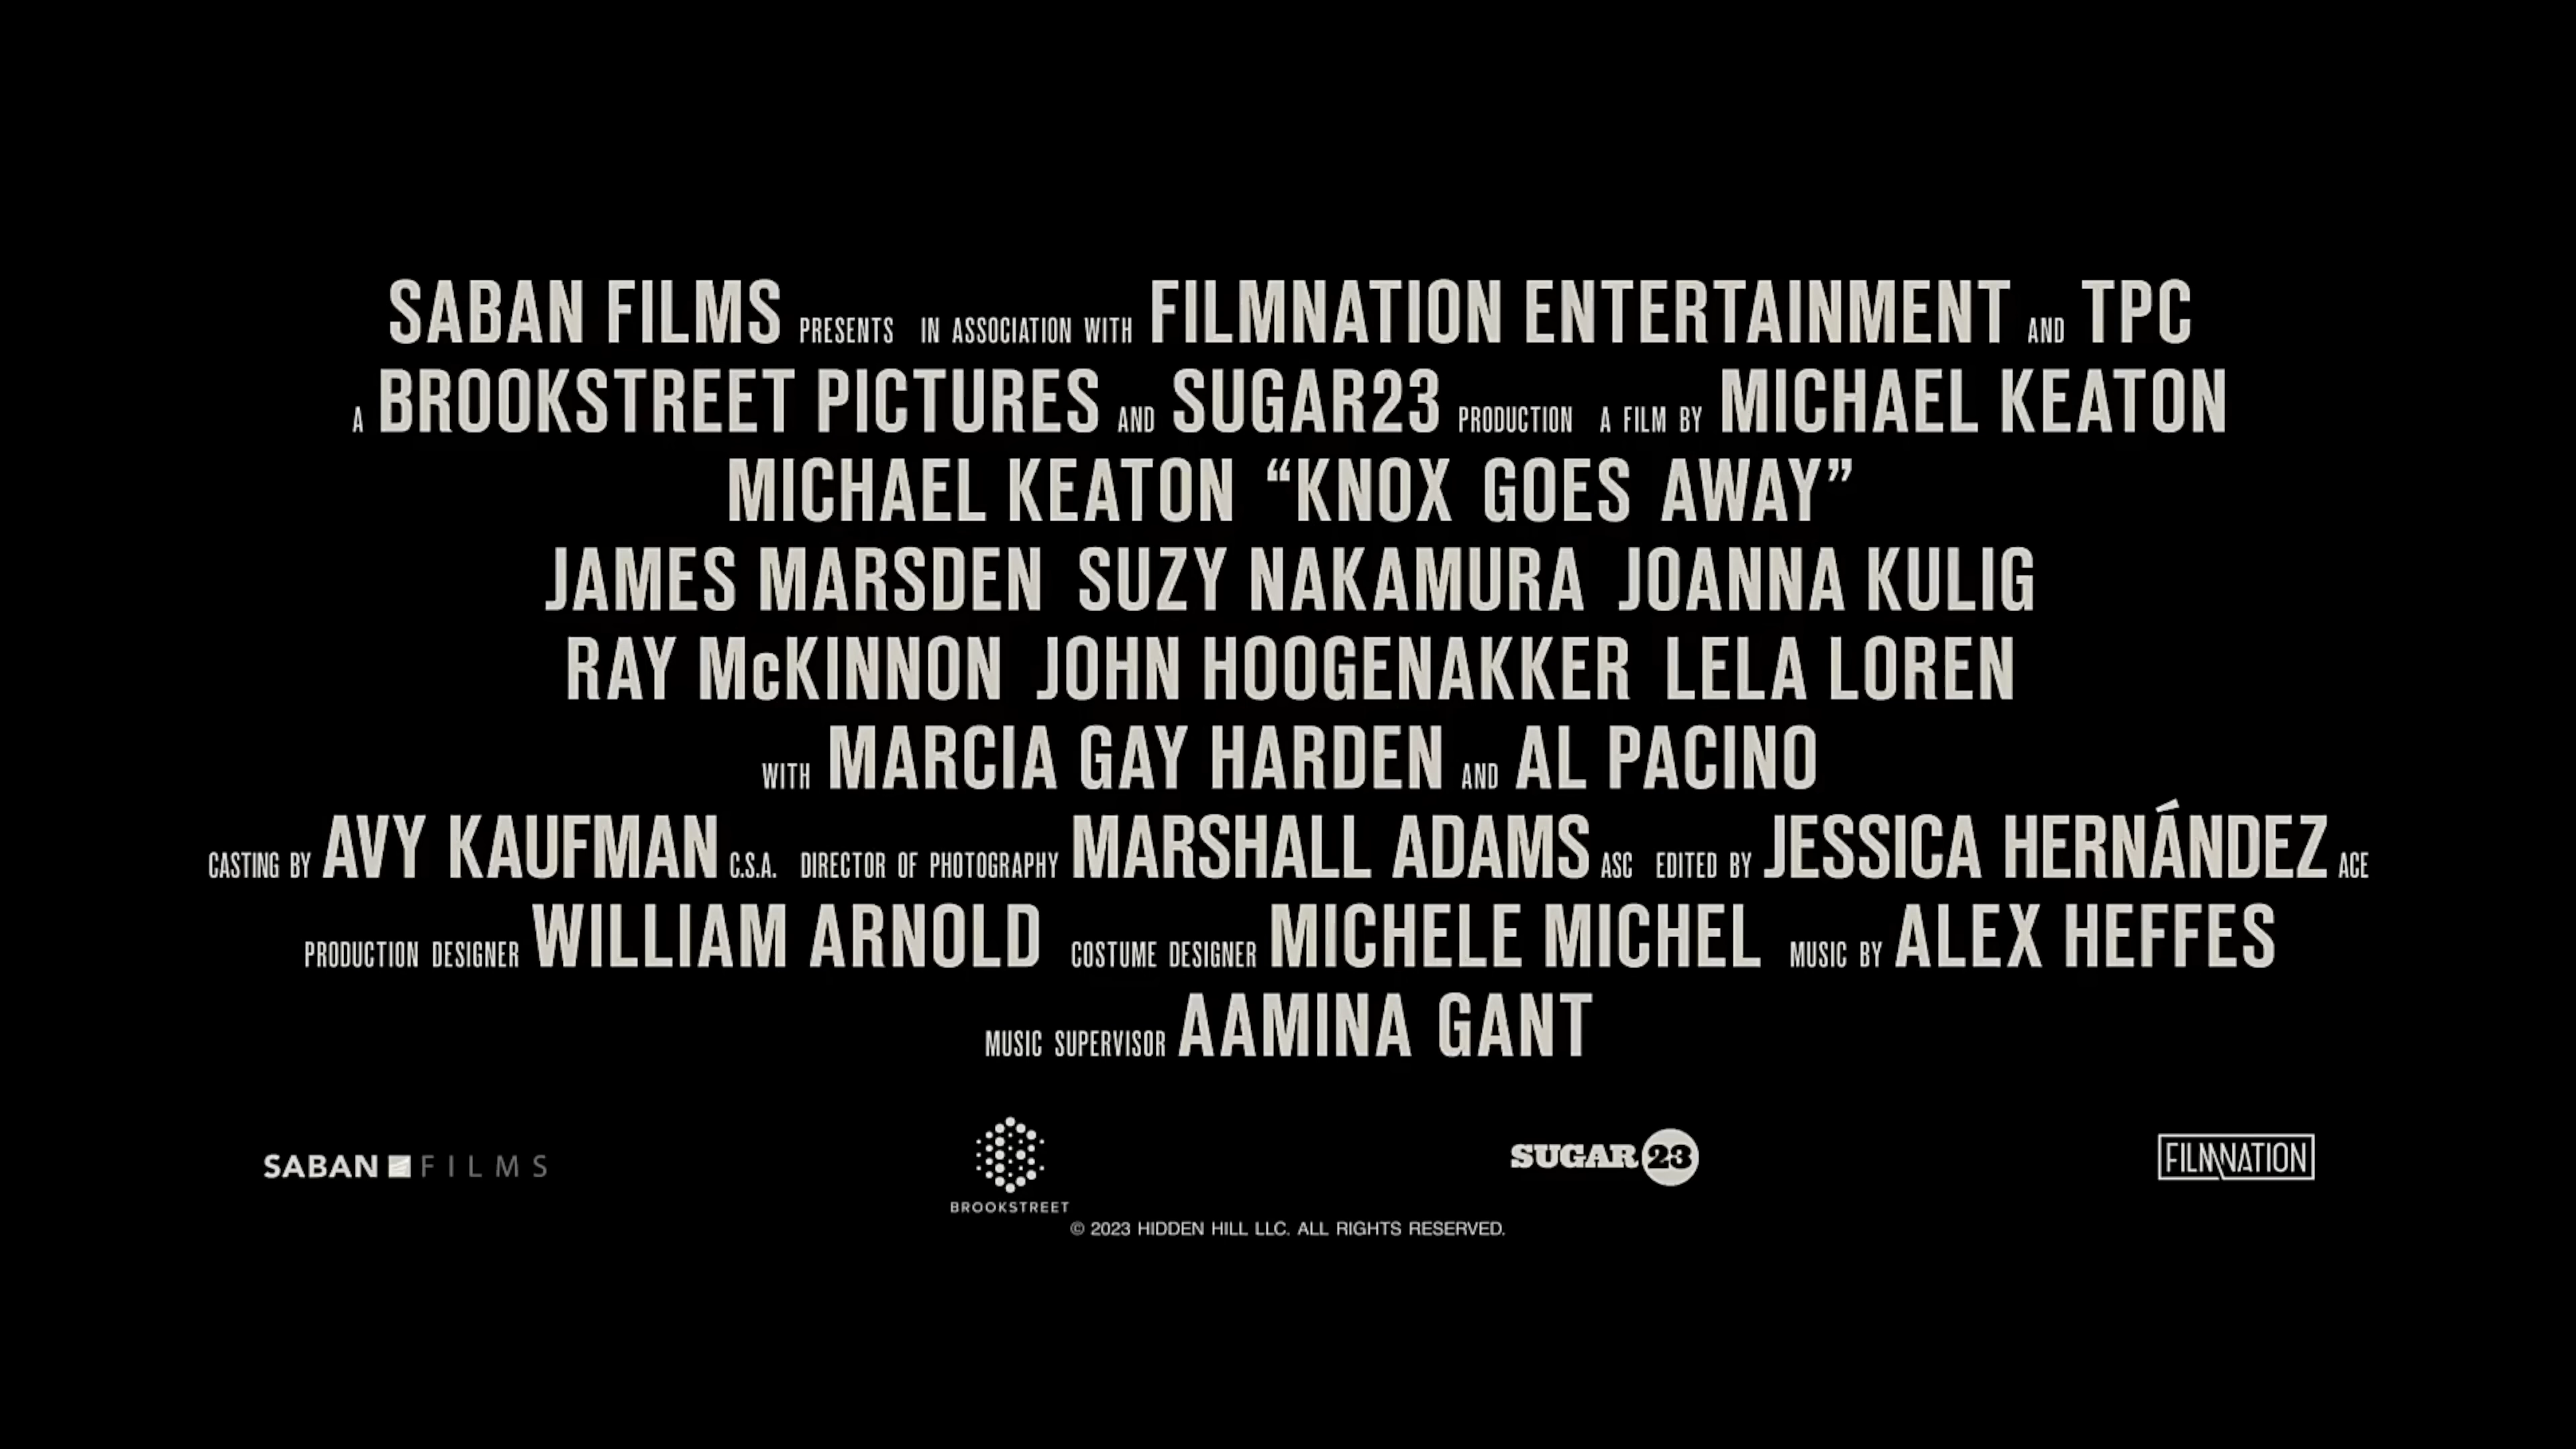 SABAN FILMS PRESENTS IN ASSOCIATION WITH FILMNATION ENTERTAINMENT AND TPC
A BROOKSTREET PICTURES AND SUGAR23 PRODUCTION A FILM BY MICHAEL KEATON
MICHAEL KEATON “KNOX GOES AWAY”
JAMES MARSDEN SUZY NAKAMURA JOANNA KULIG
RAY McKINNON JOHN HOOGENAKKER LELA LOREN
WITH MARCIA GAY HARDEN AND AL PACINO
CASTING BY AVY KAUFMAN C.S.A. DIRECTOR OF PHOTOGRAPHY MARSHALL ADAMS ASC EDITED BY JESSICA HERNÁNDEZ ACE
PRODUCTION DESIGNER WILLIAM ARNOLD COSTUME DESIGNER MICHELE MICHEL MUSIC BY ALEX HEFFES
MUSIC SUPERVISOR AAMINA GANT
SABAN FILMS
BROOKSTREET
SUGAR 23
FILMNATION
© 2023 HIDDEN HILL LLC. ALL RIGHTS RESERVED.